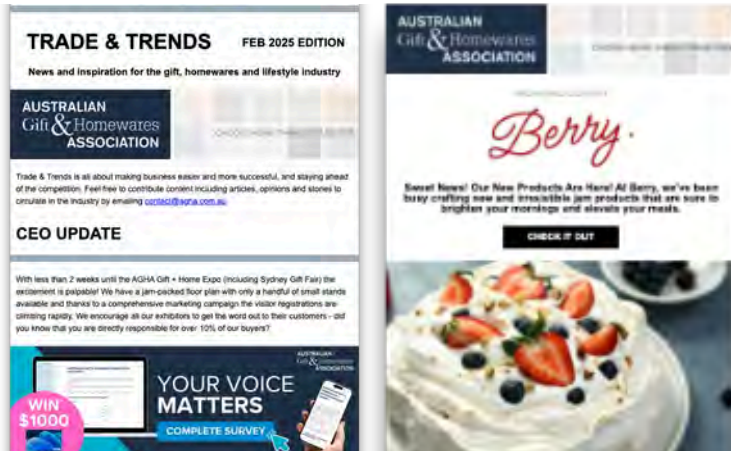 TRADE & TRENDS
FEB 2025 EDITION
News and inspiration for the gift, homewares and lifestyle industry
AUSTRALIAN
Gift & Homewares
ASSOCIATION
Trade & Trends is all about making business easier and more successful, and staying ahead
of the competition. Feel free to contribute content including articles, opinions and stories to
circulate in the industry by emailing contact@agha.com.au.
CEO UPDATE
With less than 2 weeks until the AGHA Gift + Home Expo (including Sydney Gift Fair) the
excitement is palpable! We have a jam-packed floor plan with only a handful of small stands
available and thanks to a comprehensive marketing campaign the visitor registrations are
climbing rapidly. We encourage all our exhibitors to get the word out to their customers - did
you know that you are directly responsible for over 10% of our buyers?
AUSTRALIAN
Gift & Homewares
ASSOCIATION
YOUR VOICE
MATTERS
COMPLETE SURVEY
WIN
$1000
AUSTRALIAN
Gift & Homewares
ASSOCIATION
Berry.
Sweet News! Our New Products Are Here! At Berry, we've been
busy crafting new and irresistible jam products that are sure to
brighten your mornings and elevate your meals.
CHECK IT OUT